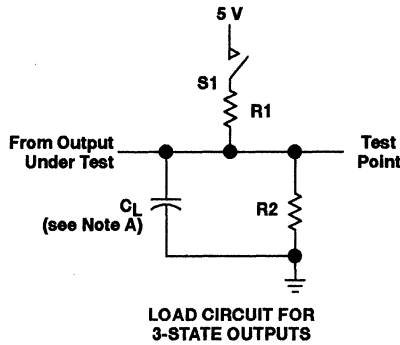 5 V
S1
R1
From Output
Under Test
Test
Point
CL
(see Note A)
R2
LOAD CIRCUIT FOR
3-STATE OUTPUTS